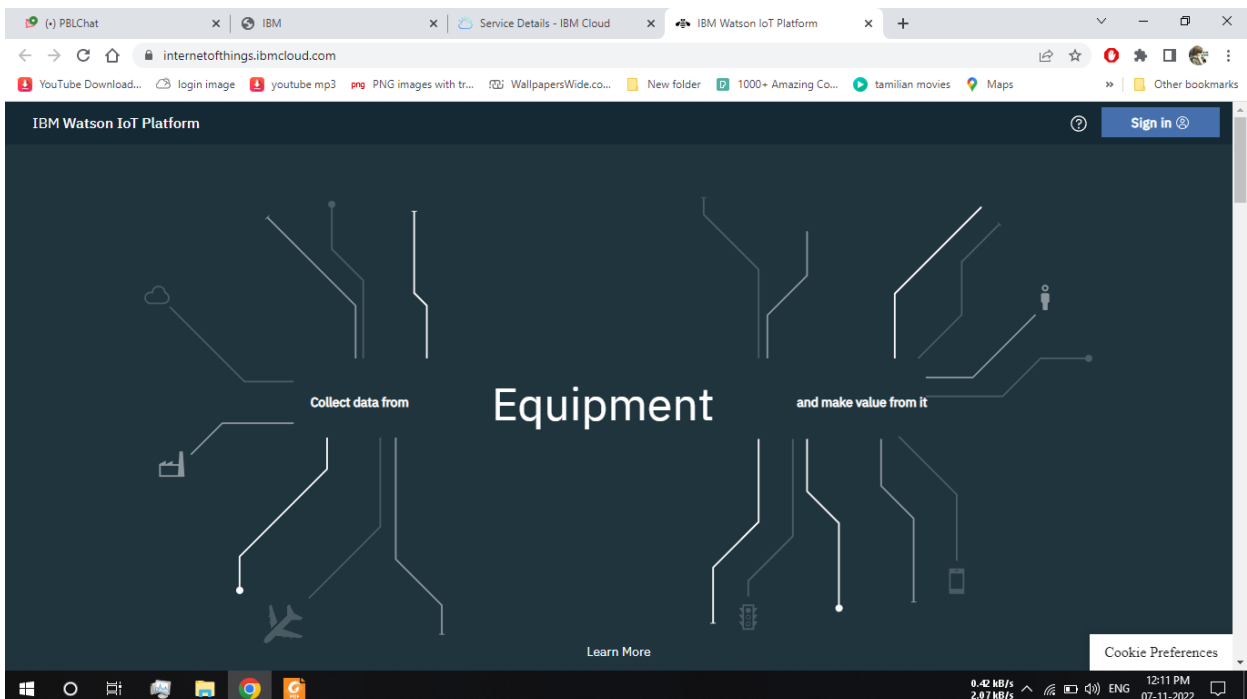 (•) PBLChat
IBM
Service Details - IBM Cloud
IBM Watson IoT Platform
internetofthings.ibmcloud.com
YouTube Download...
login image
youtube mp3
png PNG images with tr...
WallpapersWide.co...
New folder
1000+ Amazing Co...
tamilian movies
Maps
»
Other bookmarks
IBM Watson IoT Platform
Sign in
Collect data from
Equipment
and make value from it
Learn More
Cookie Preferences
0.42 kB/s
2.07 kB/s
ENG
12:11 PM
07-11-2022